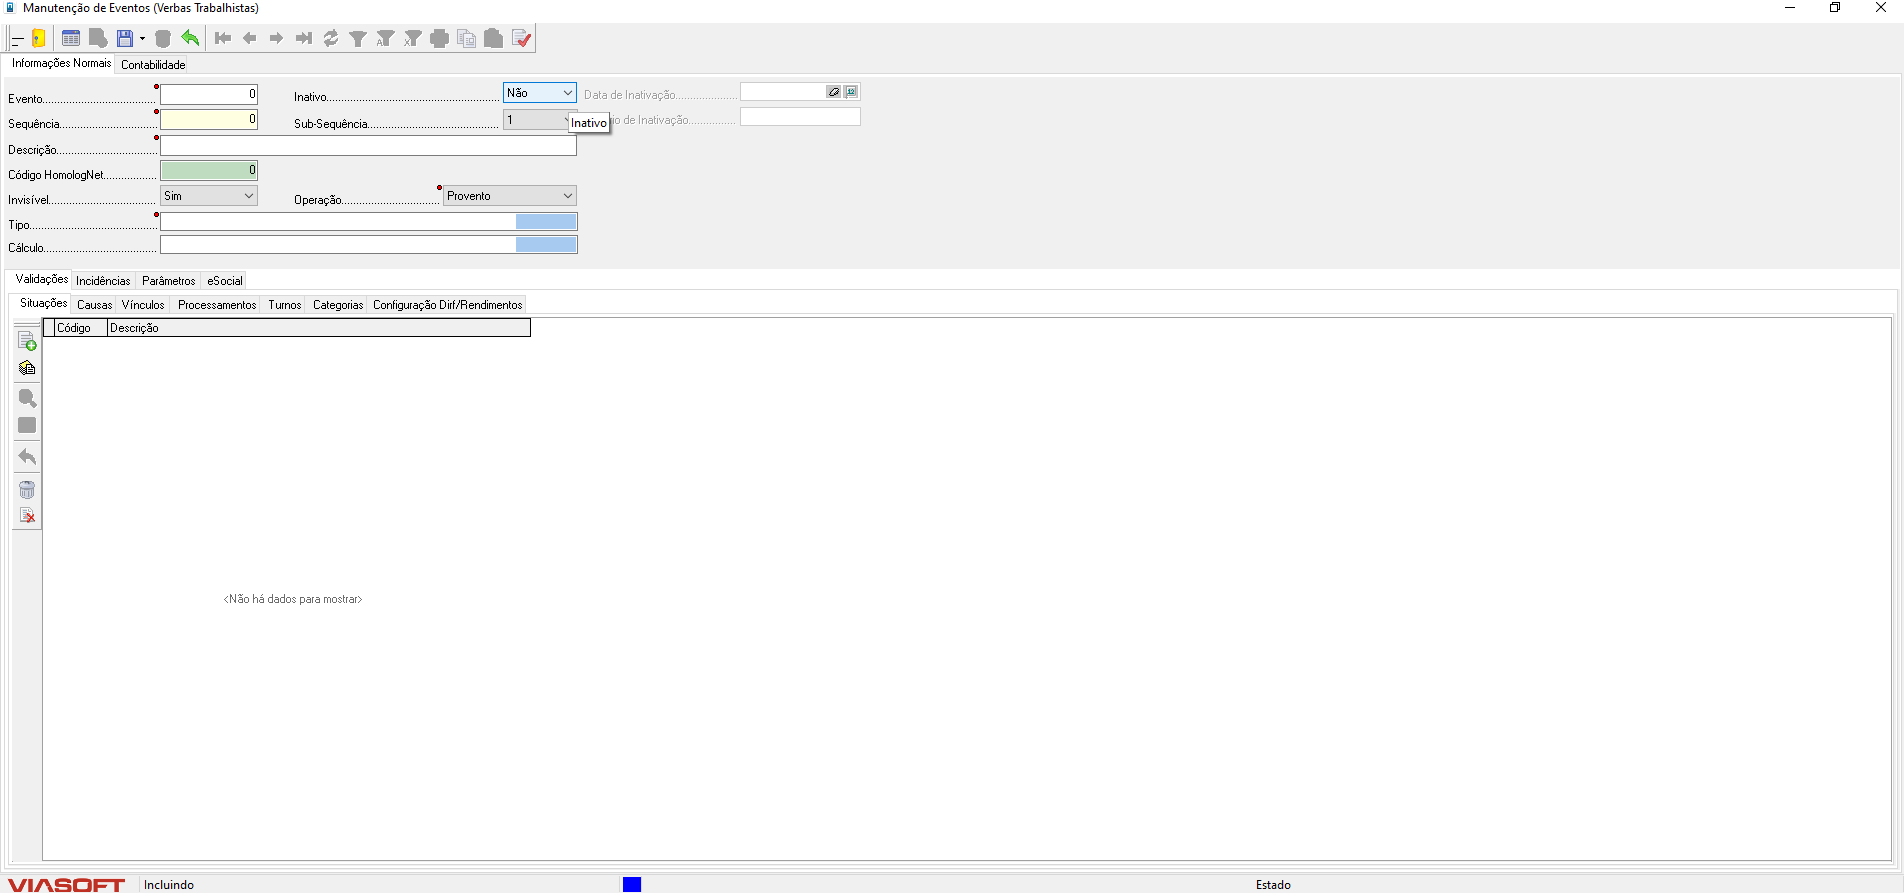 Manutenção de Eventos (Verbas Trabalhistas)
Informações Normais Contabilidade
Evento 0 Inativo Não Data de Inativação
Sequência 0 Sub-Sequência 1 Inativo de Inativação
Descrição
Código HomologNet 0
Invisível Sim Operação Provento
Tipo
Cálculo
Validações Incidências Parâmetros eSocial
Situações Causas Vínculos Processamentos Turnos Categorias Configuração Dirf/Rendimentos
Código Descrição
<Não há dados para mostrar>
VIASOFT Incluindo Estado